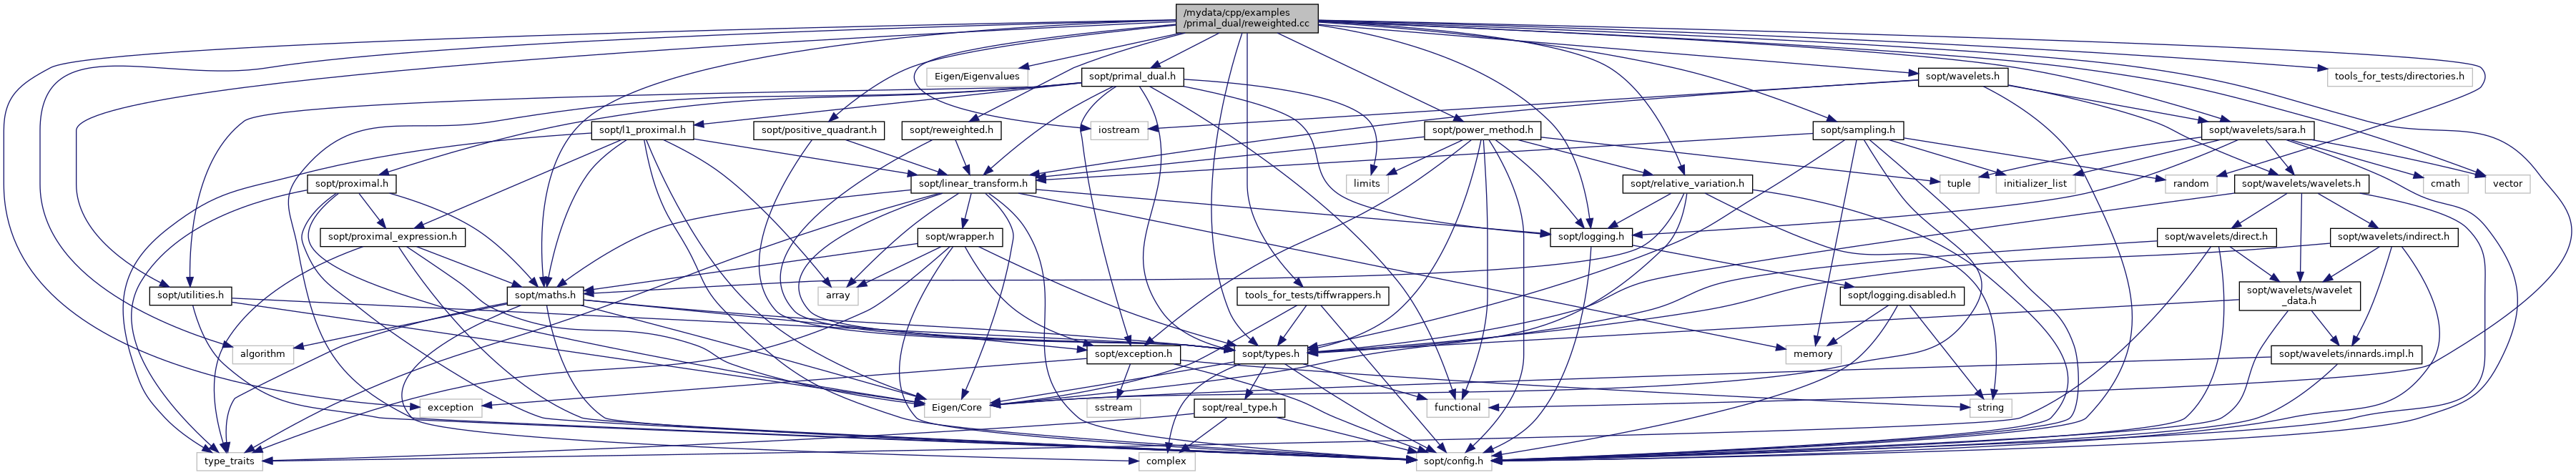 /mydata/cpp/examples
/primal_dual/reweighted.cc
Eigen/Eigenvalues
sopt/primal_dual.h
sopt/wavelets.h
tools_for_tests/directories.h
sopt/l1_proximal.h
sopt/positive_quadrant.h
sopt/reweighted.h
iostream
sopt/power_method.h
sopt/sampling.h
sopt/wavelets/sara.h
sopt/proximal.h
sopt/linear_transform.h
limits
sopt/relative_variation.h
tuple
initializer_list
random
sopt/wavelets/wavelets.h
cmath
vector
sopt/proximal_expression.h
sopt/wrapper.h
sopt/logging.h
sopt/wavelets/direct.h
sopt/wavelets/indirect.h
sopt/utilities.h
sopt/maths.h
array
tools_for_tests/tiffwrappers.h
sopt/logging.disabled.h
sopt/wavelets/wavelet
_data.h
algorithm
sopt/exception.h
sopt/types.h
memory
sopt/wavelets/innards.impl.h
exception
Eigen/Core
sstream
sopt/real_type.h
functional
string
type_traits
complex
sopt/config.h